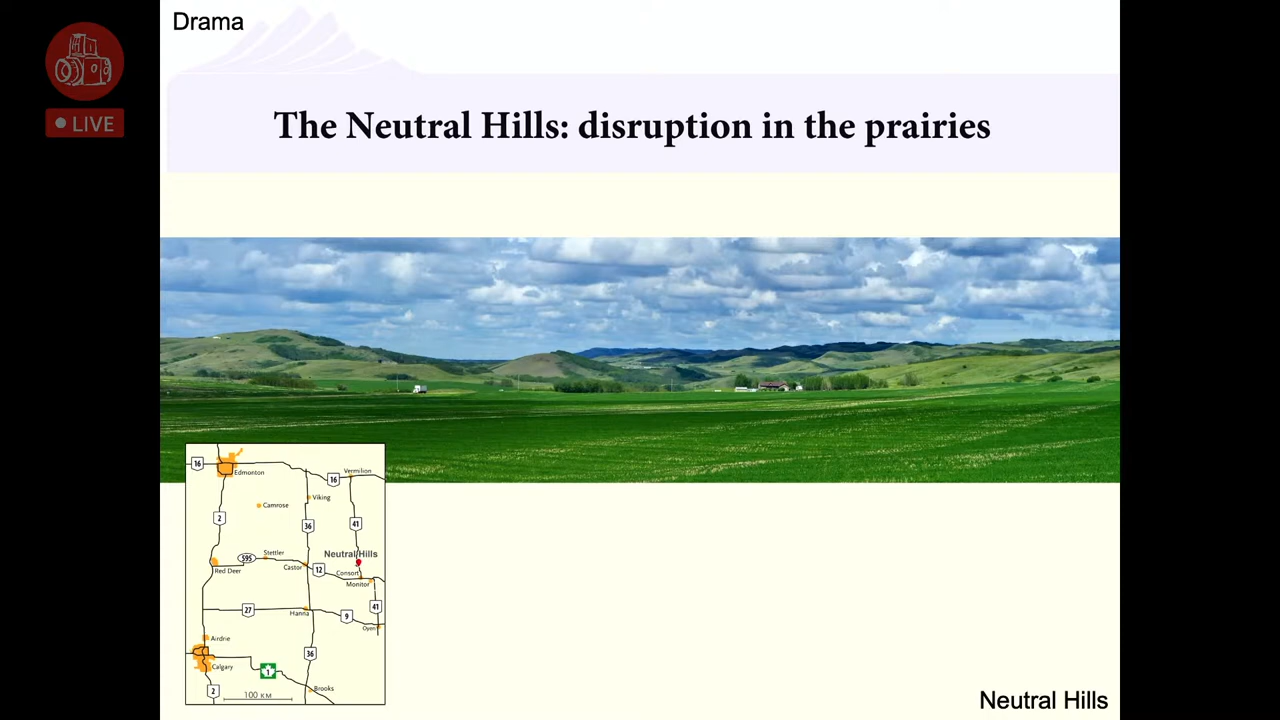 Drama
LIVE
The Neutral Hills: disruption in the prairies
16
Edmonton
16
Vermilion
Viking
Camrose
2
36
41
Stettler
Neutral Hills
595
Red Deer
Castor
12
Consort
Monitor
27
Hanna
9
41
Oyen
Airdrie
36
Calgary
1
Brooks
2
100 KM
Neutral Hills